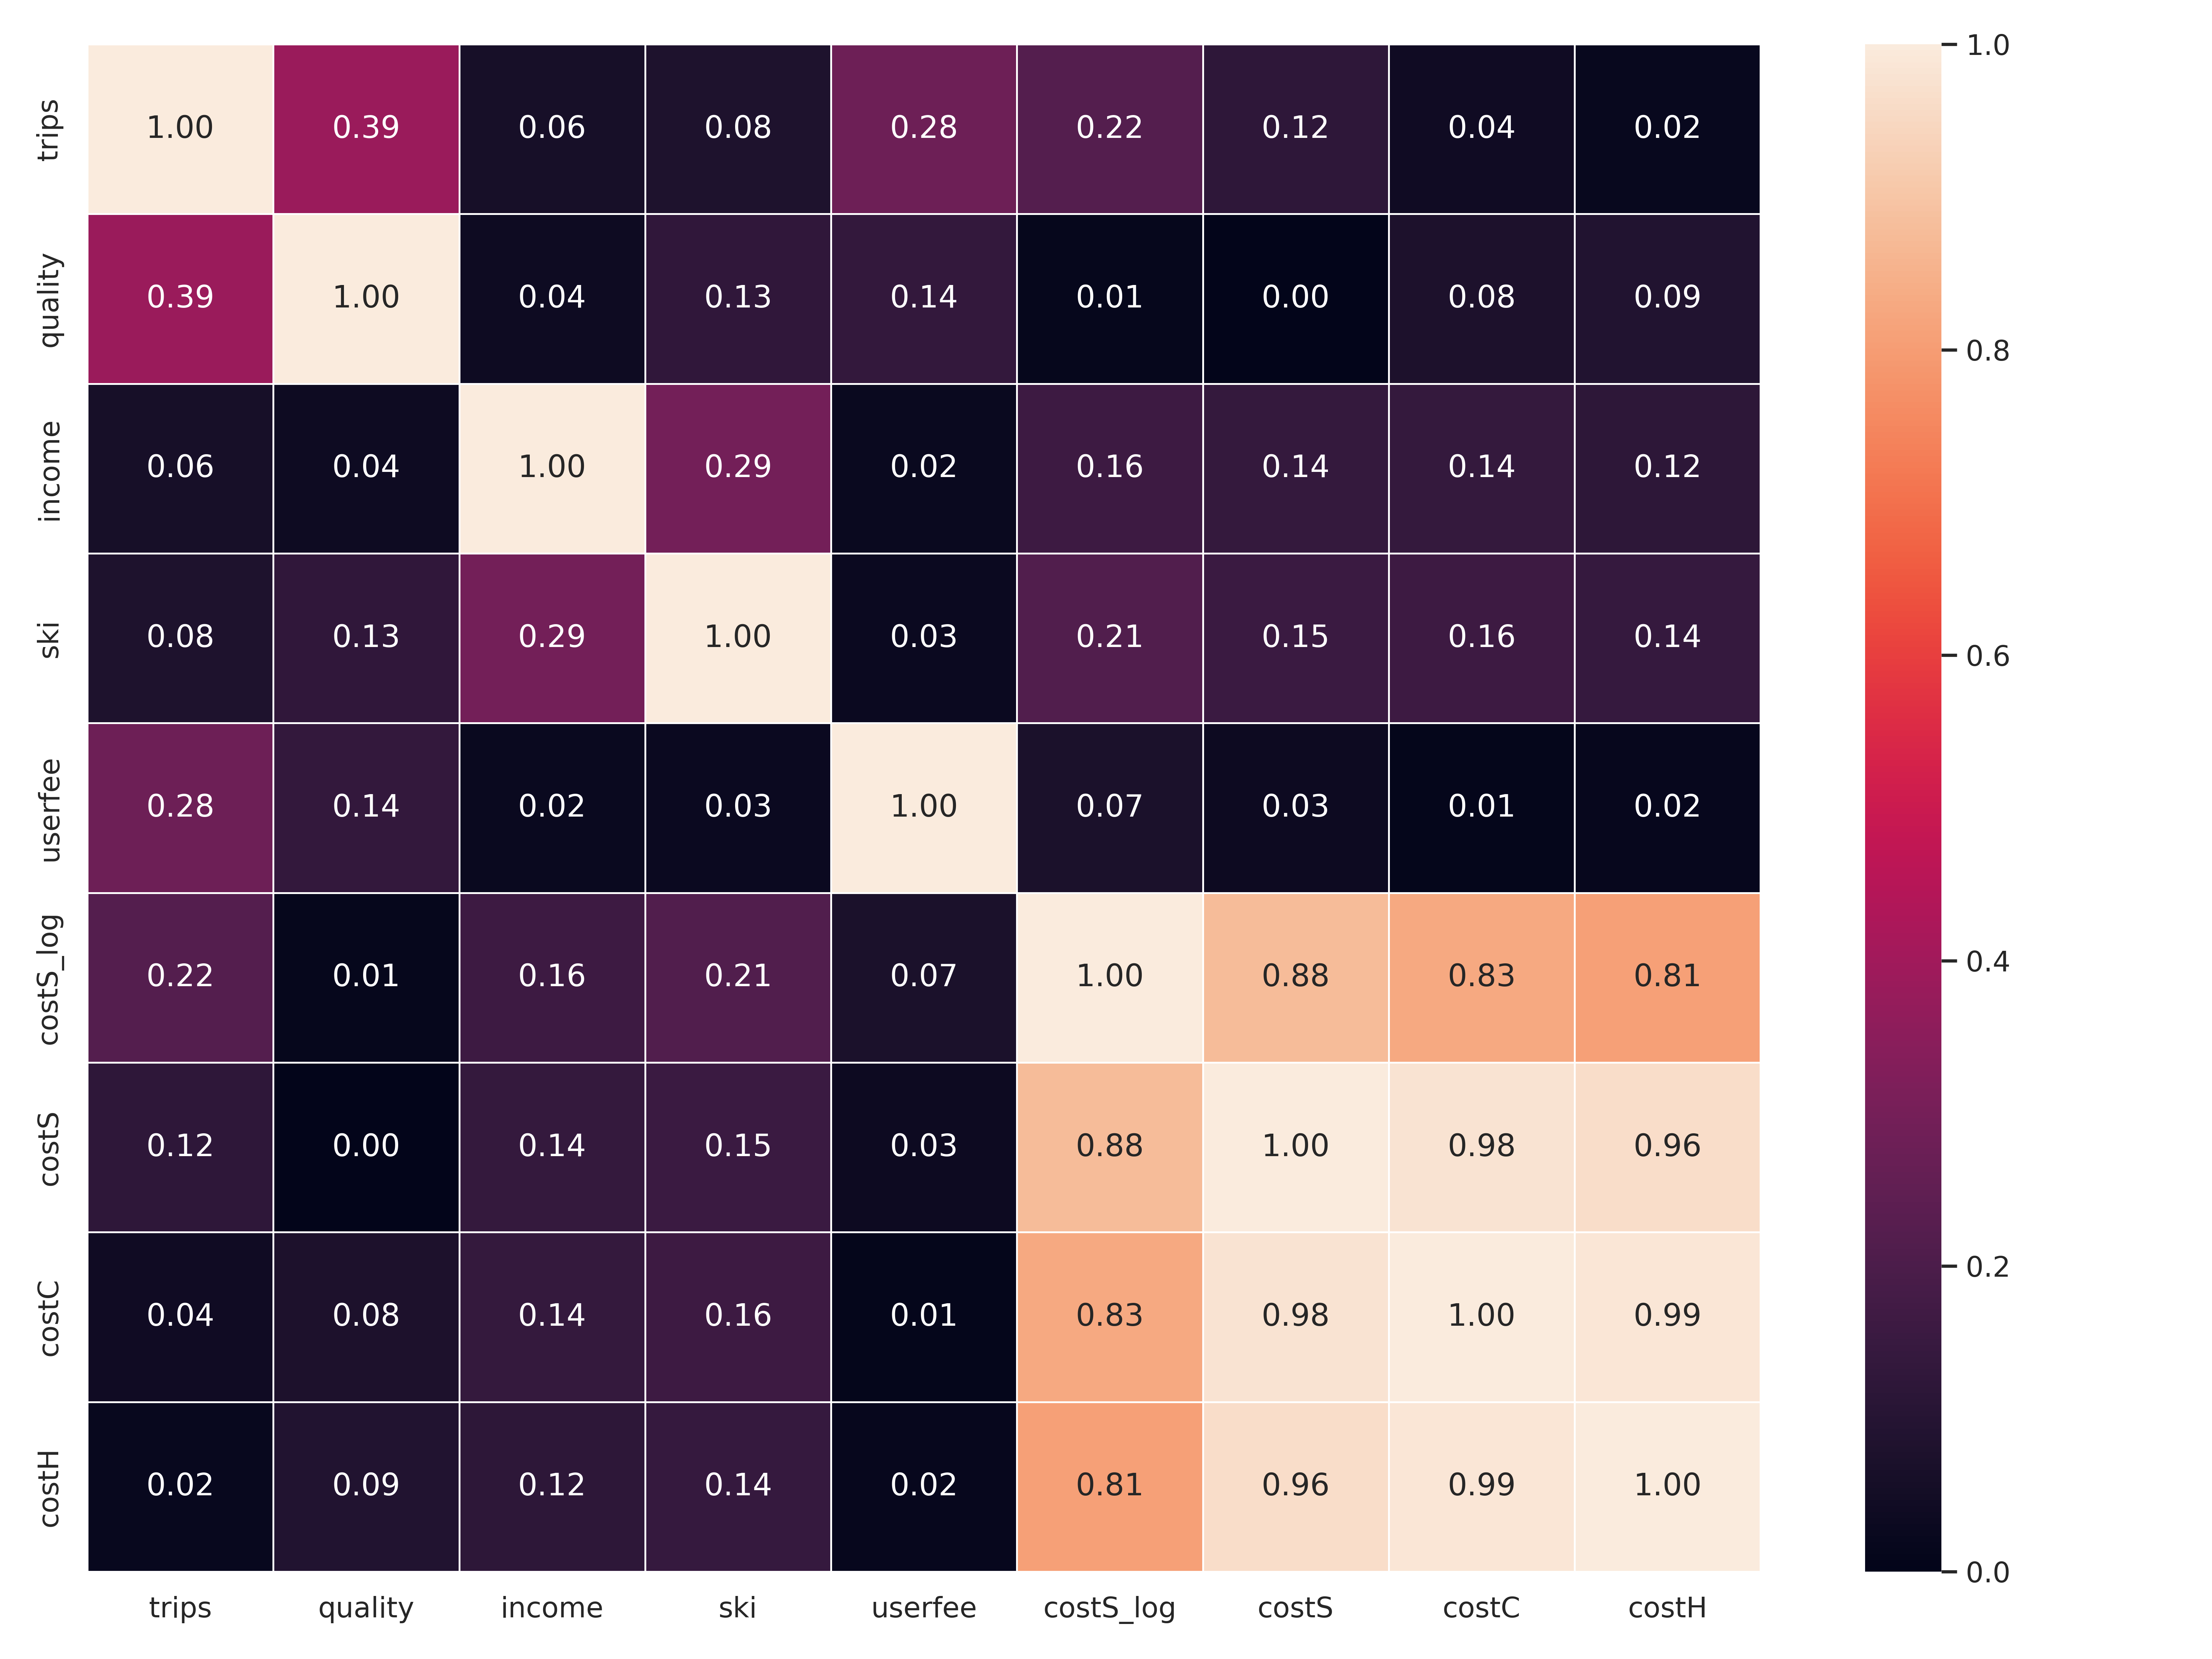 trips 1.00 0.39 0.06 0.08 0.28 0.22 0.12 0.04 0.02
quality 0.39 1.00 0.04 0.13 0.14 0.01 0.00 0.08 0.09
income 0.06 0.04 1.00 0.29 0.02 0.16 0.14 0.14 0.12
ski 0.08 0.13 0.29 1.00 0.03 0.21 0.15 0.16 0.14
userfee 0.28 0.14 0.02 0.03 1.00 0.07 0.03 0.01 0.02
costS_log 0.22 0.01 0.16 0.21 0.07 1.00 0.88 0.83 0.81
costS 0.12 0.00 0.14 0.15 0.03 0.88 1.00 0.98 0.96
costC 0.04 0.08 0.14 0.16 0.01 0.83 0.98 1.00 0.99
costH 0.02 0.09 0.12 0.14 0.02 0.81 0.96 0.99 1.00
trips quality income ski userfee costS_log costS costC costH
1.0
0.8
0.6
0.4
0.2
0.0